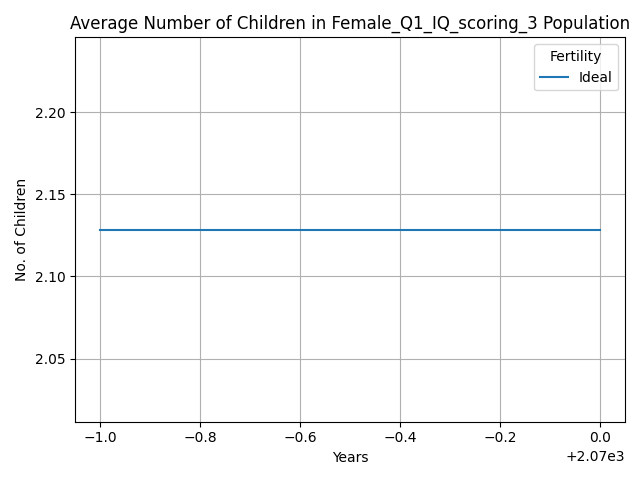 Average Number of Children in Female_Q1_IQ_scoring_3 Population
Fertility
Ideal
No. of Children
2.20
2.15
2.10
2.05
−1.0 −0.8 −0.6 −0.4 −0.2 0.0
Years
+2.07e3